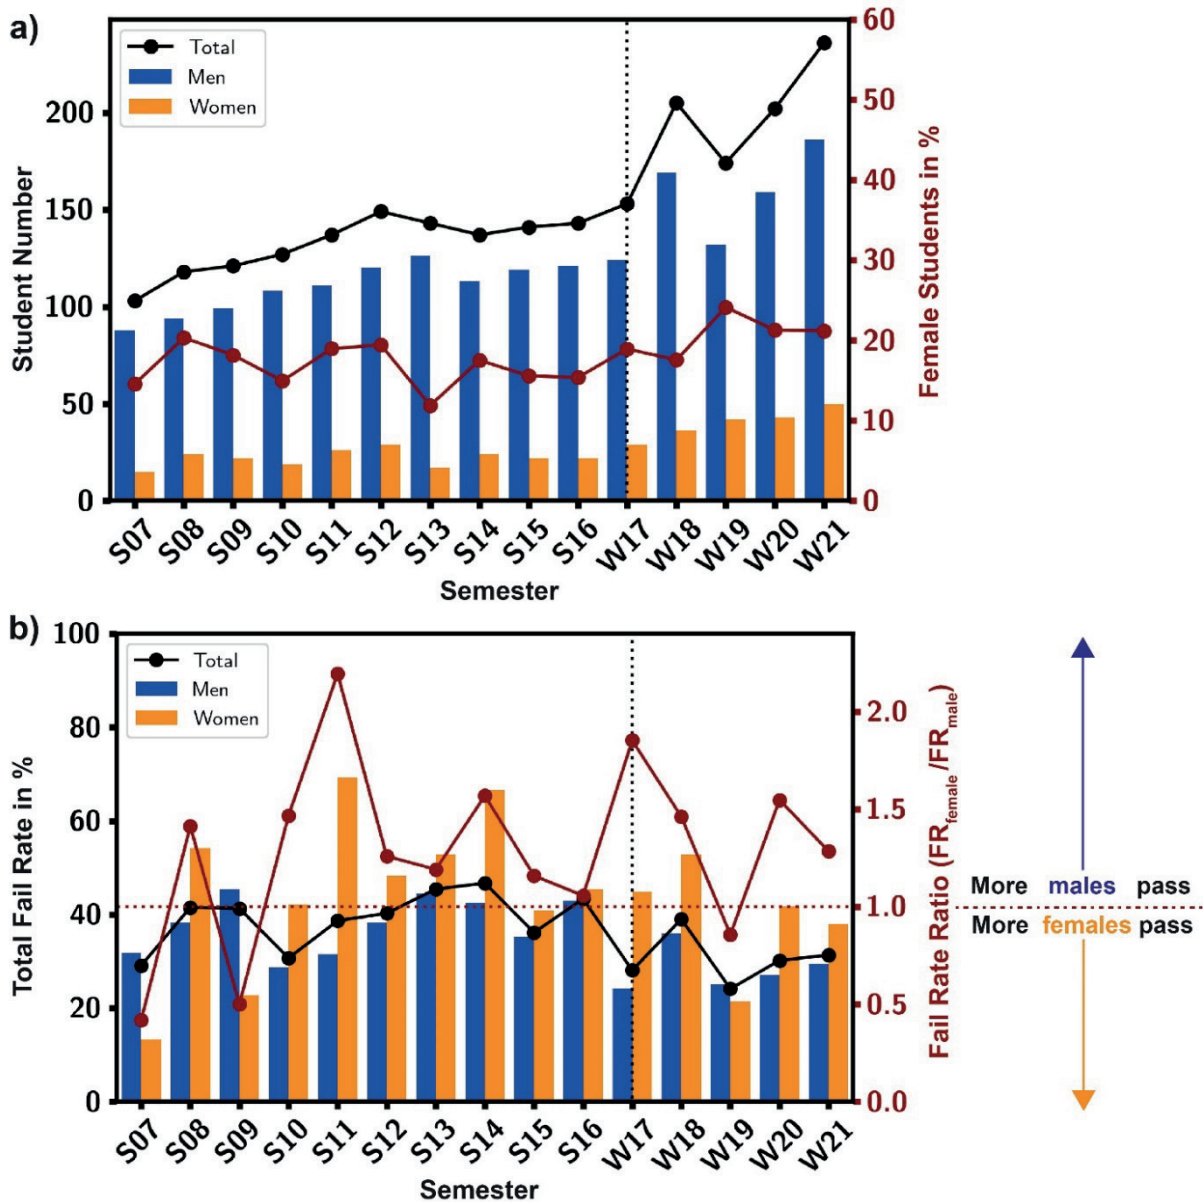 a)
Total
Men
Women
Student Number
200
150
100
50
0
60
50
40
30
20
10
0
Female Students in %
S07 S08 S09 S10 S11 S12 S13 S14 S15 S16 W17 W18 W19 W20 W21
Semester
b)
Total
Men
Women
Total Fail Rate in %
100
80
60
40
20
0
2.0
1.5
1.0
0.5
0.0
Fail Rate Ratio (FR_female/FR_male)
More males pass
More females pass
S07 S08 S09 S10 S11 S12 S13 S14 S15 S16 W17 W18 W19 W20 W21
Semester